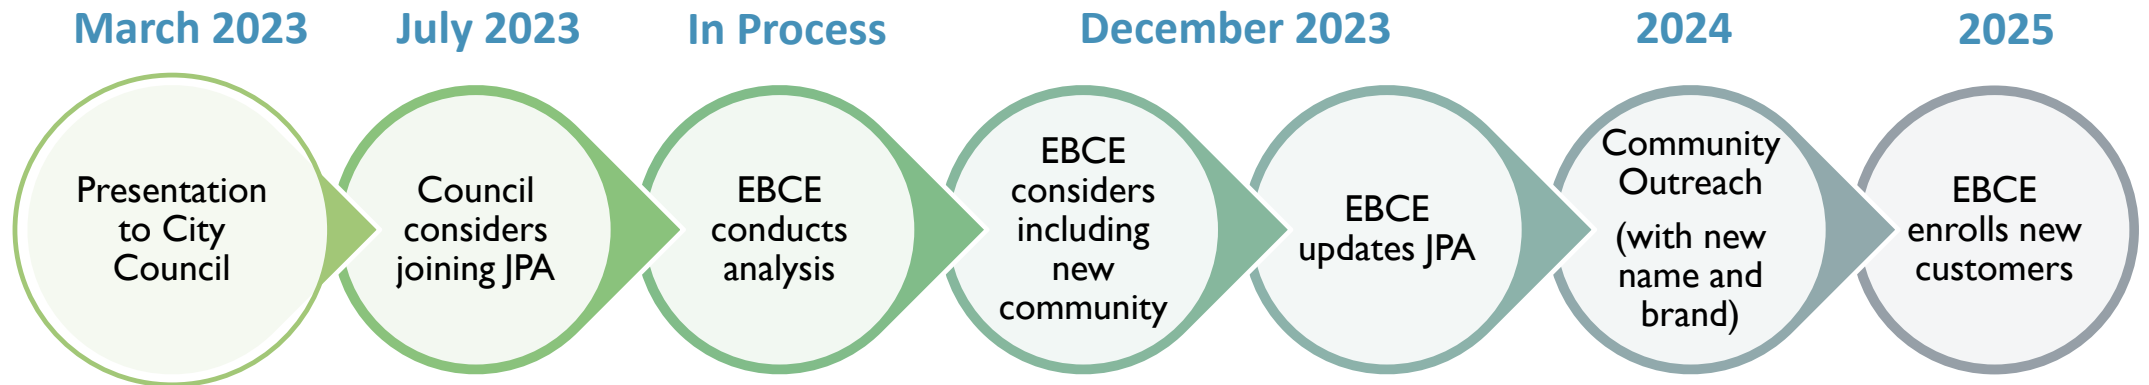 March 2023
July 2023
In Process
December 2023
2024
2025
Presentation
to City
Council
Council
considers
joining JPA
EBCE
conducts
analysis
EBCE
considers
including
new
community
EBCE
updates JPA
Community
Outreach
(with new
name and
brand)
EBCE
enrolls new
customers